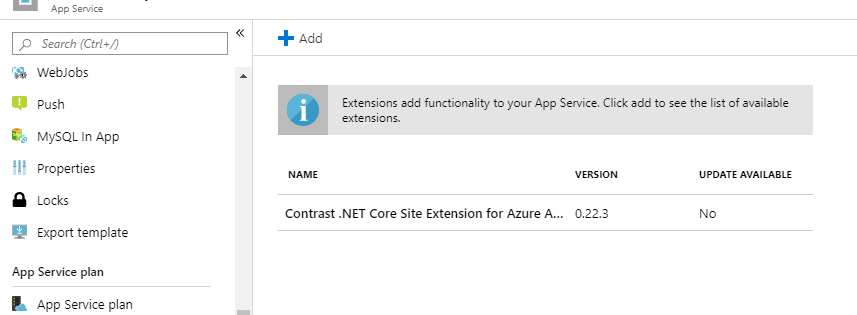 App Service
Search (Ctrl+/)
«
WebJobs
Push
MySQL In App
Properties
Locks
Export template
App Service plan
App Service plan
Add
Extensions add functionality to your App Service. Click add to see the list of available
extensions.
NAME VERSION UPDATE AVAILABLE
Contrast .NET Core Site Extension for Azure A... 0.22.3 No